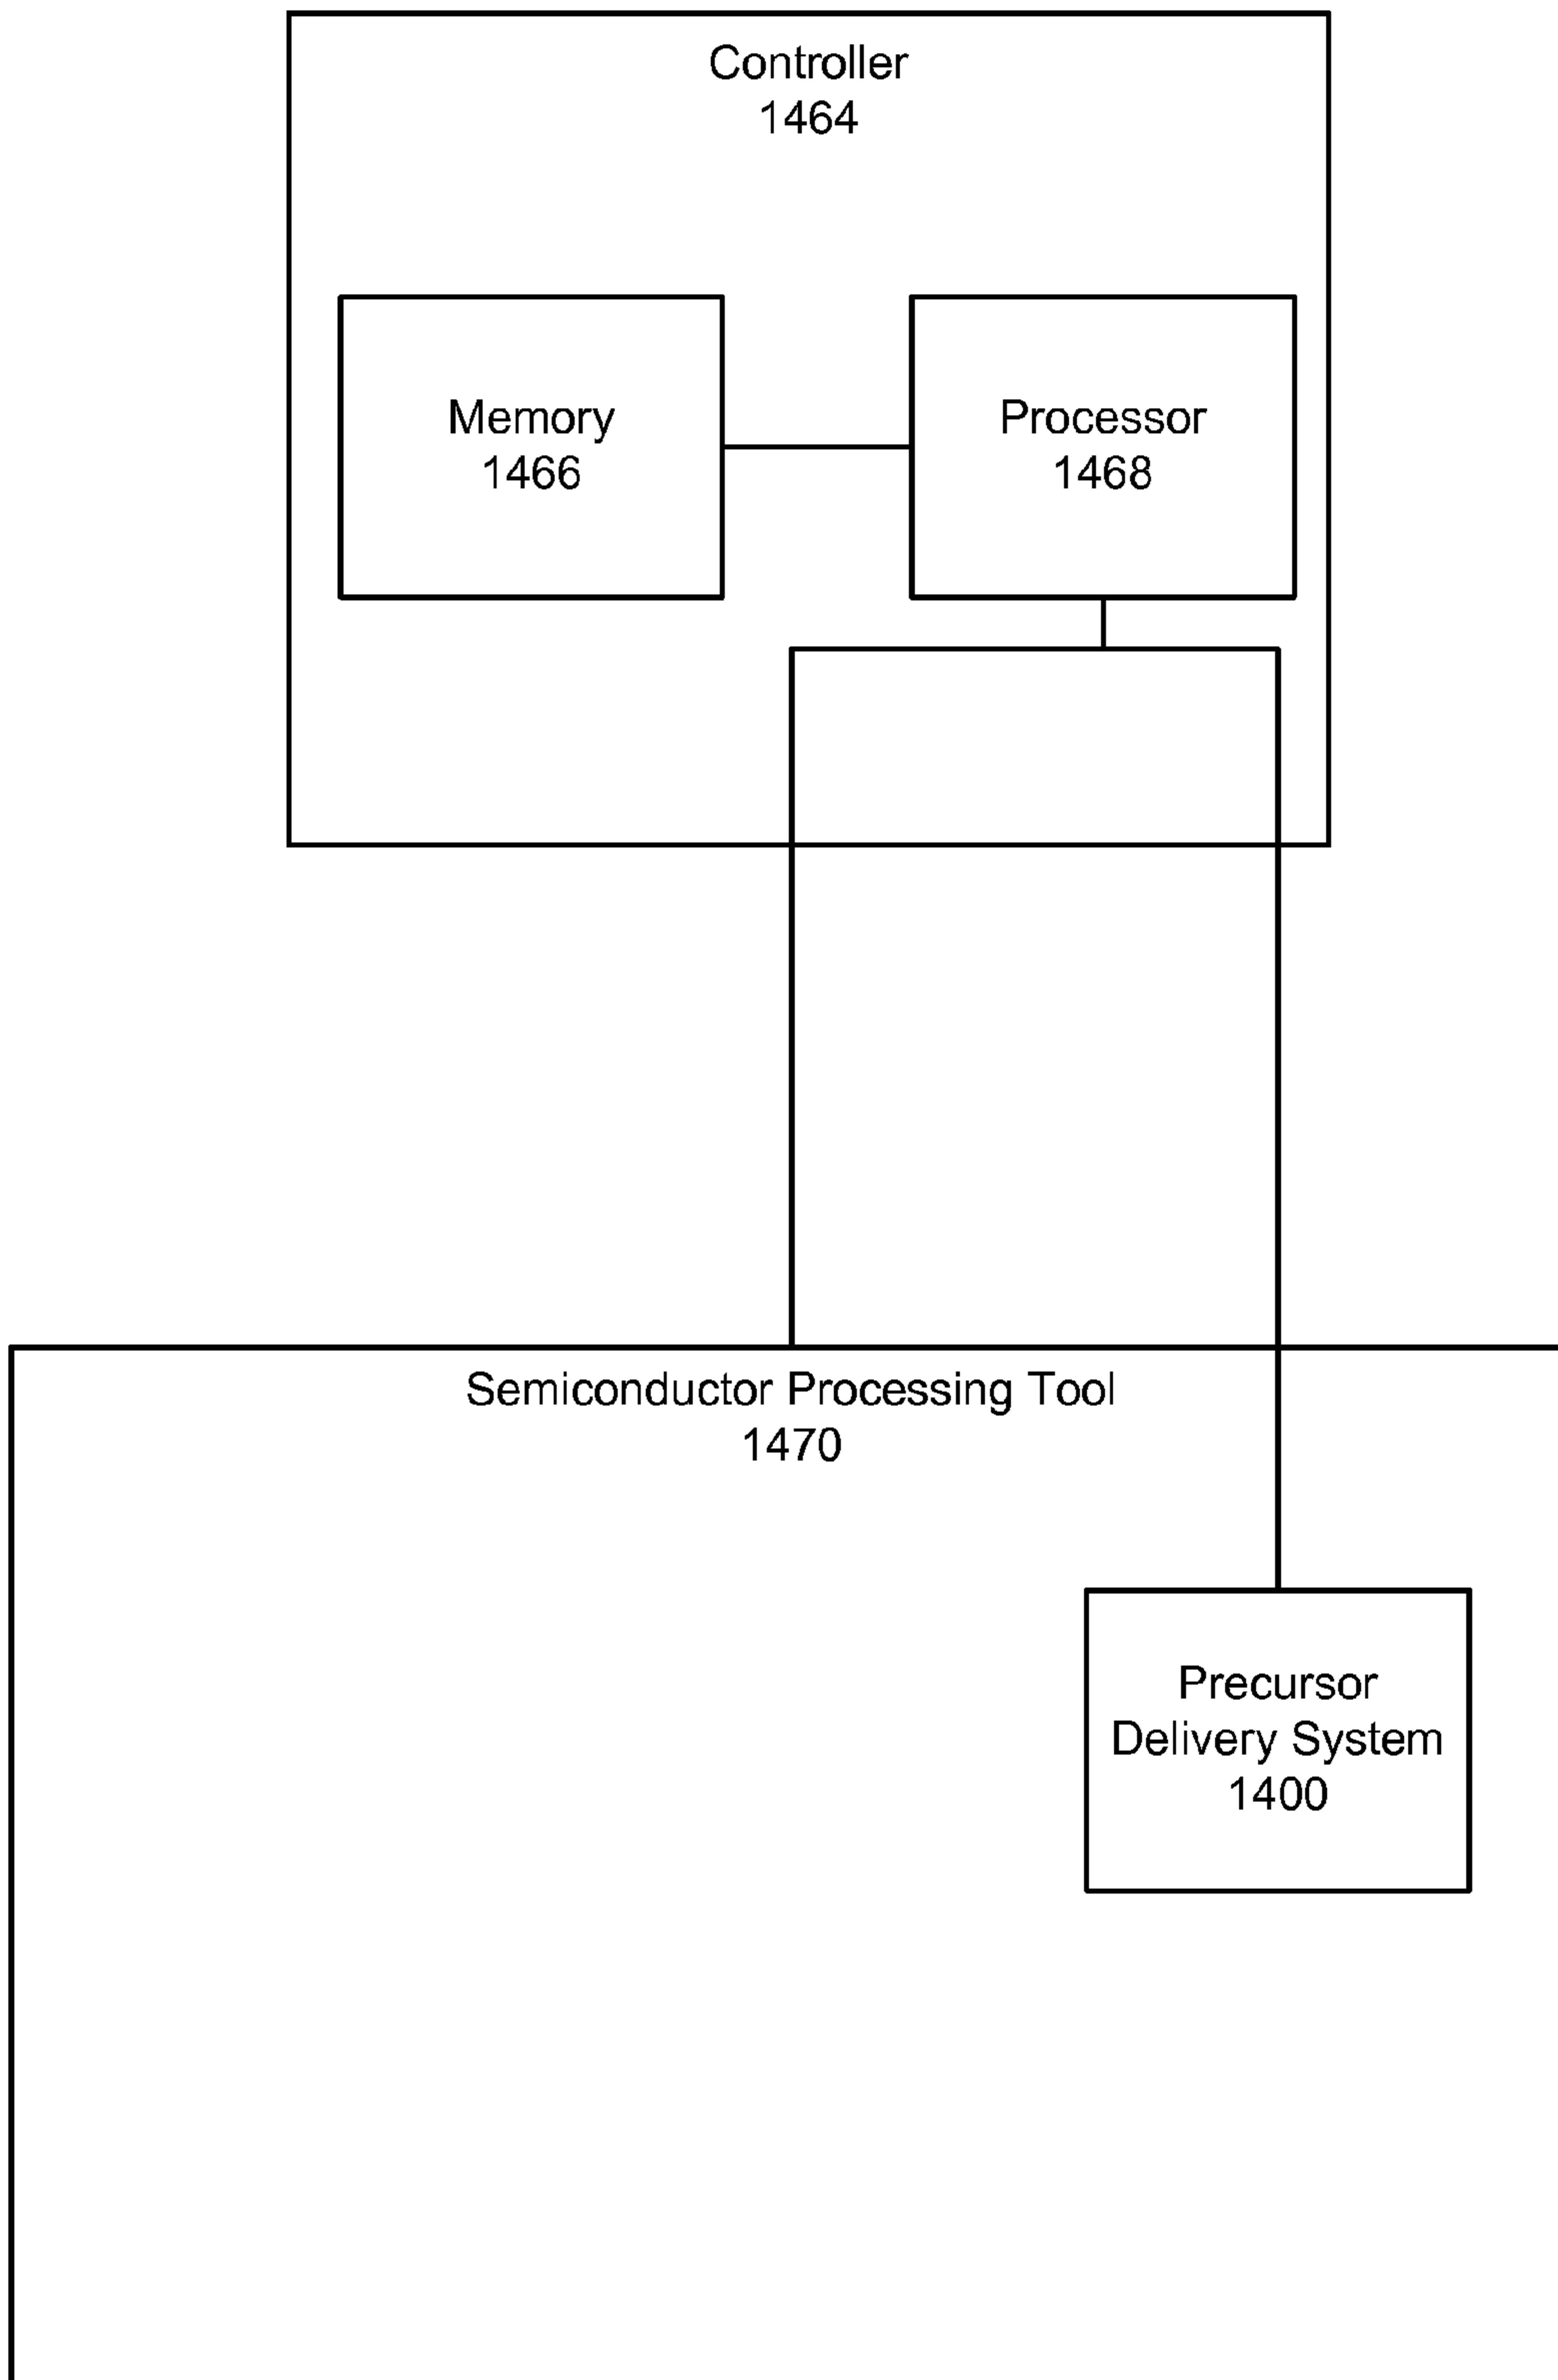 Controller
1464
Memory
1466
Processor
1468
Semiconductor Processing Tool
1470
Precursor
Delivery System
1400